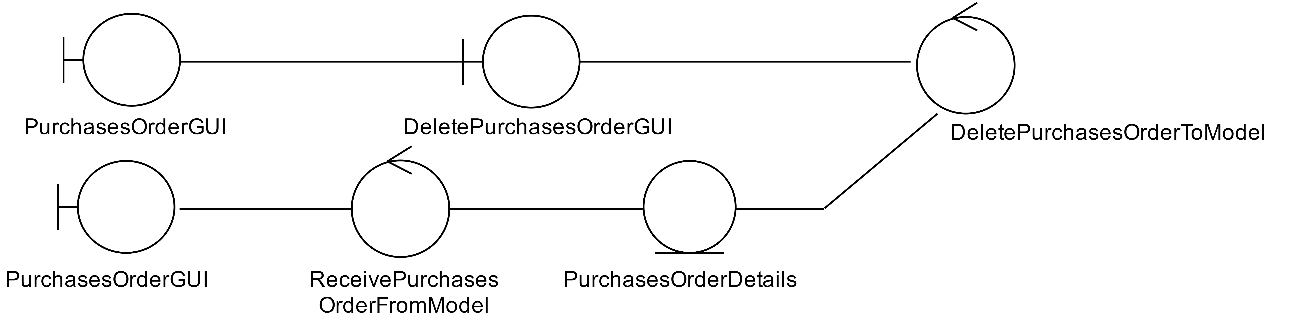 PurchasesOrderGUI
DeletePurchasesOrderGUI
DeletePurchasesOrderToModel
PurchasesOrderGUI
ReceivePurchases
OrderFromModel
PurchasesOrderDetails